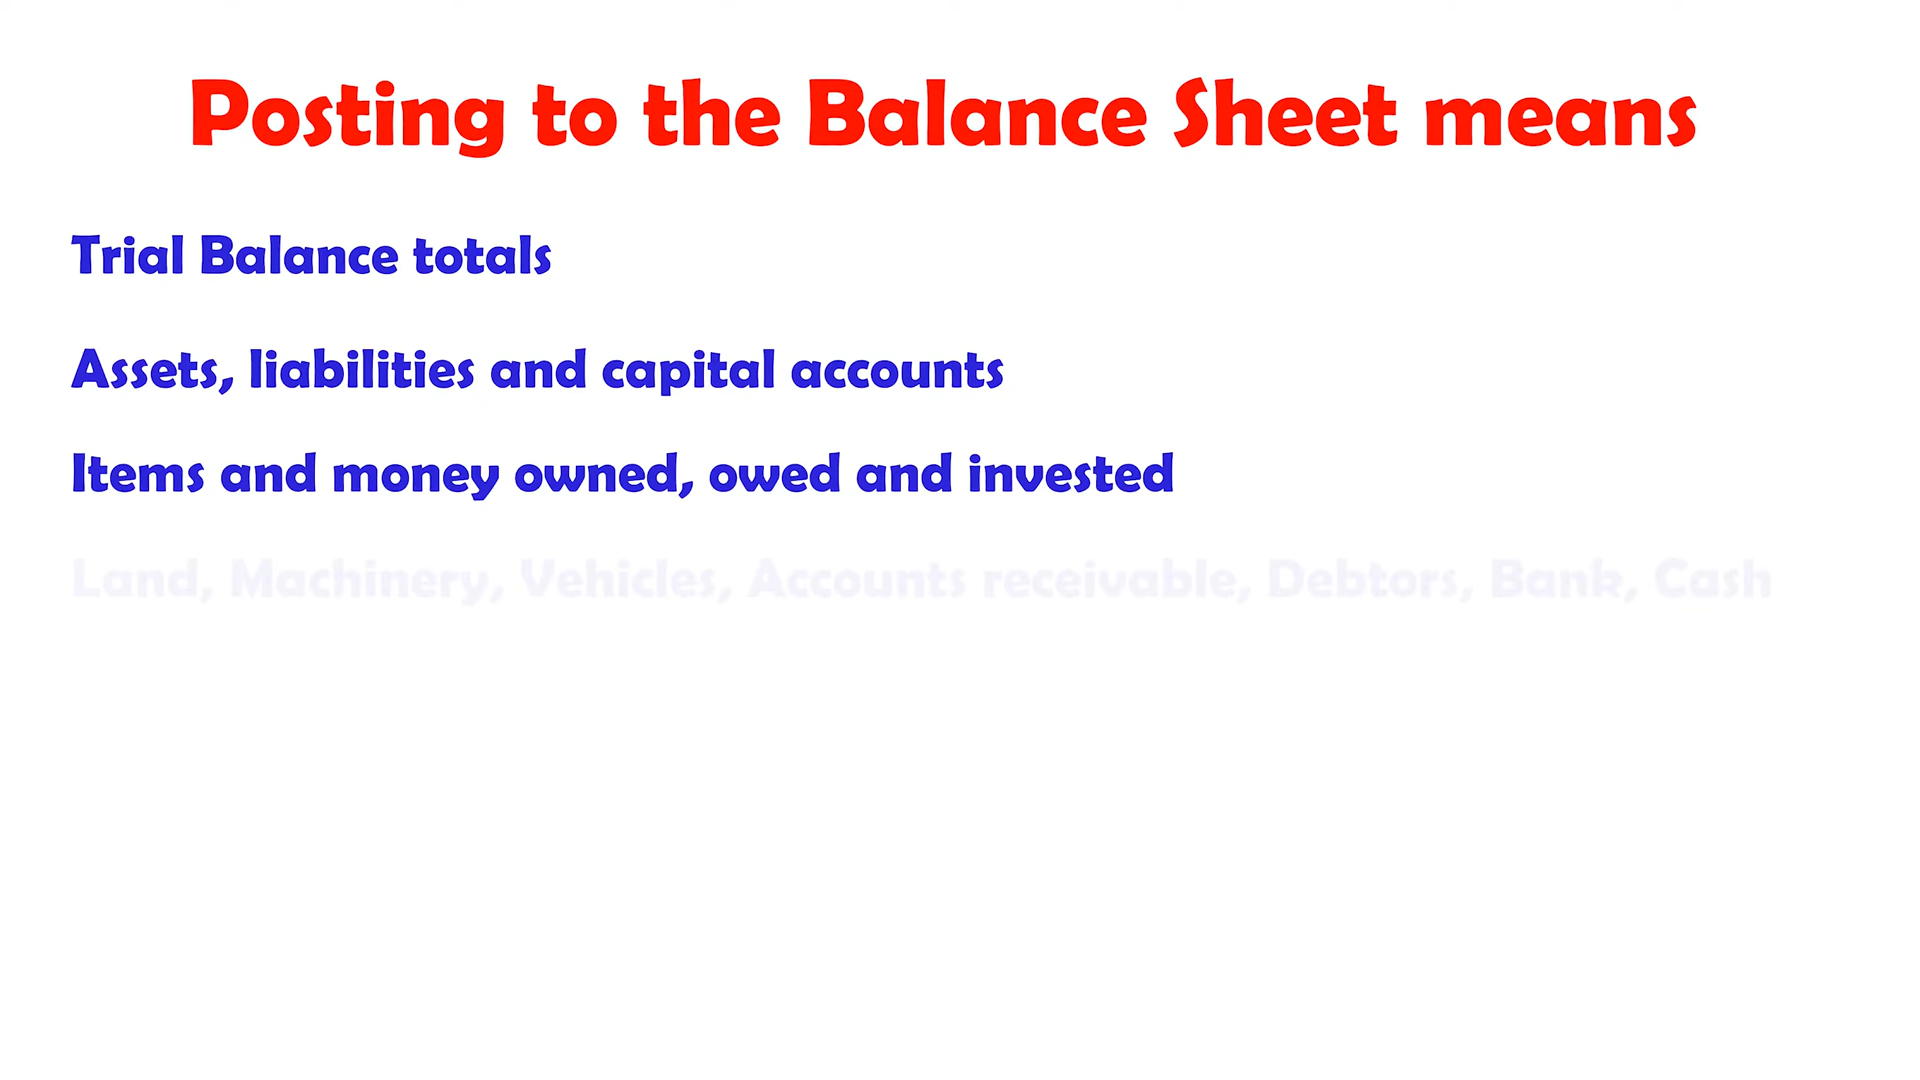 Posting to the Balance Sheet means
Trial Balance totals
Assets, liabilities and capital accounts
Items and money owned, owed and invested
Land, Machinery, Vehicles, Accounts receivable, Debtors, Bank, Cash